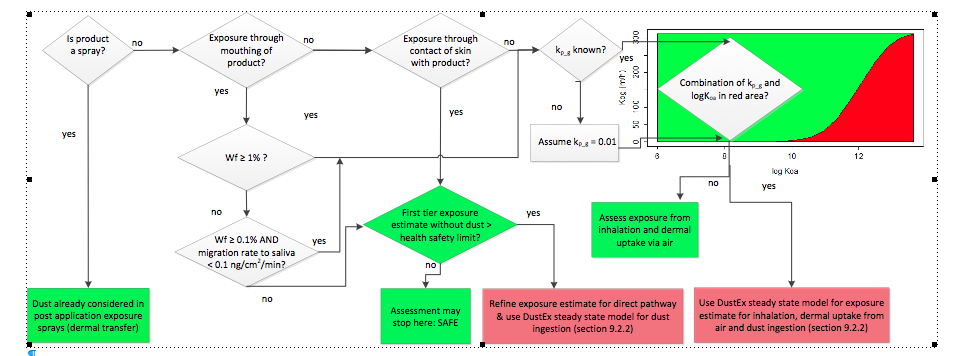 Is product
a spray?
no
Exposure through
mouthing of
product?
no
Exposure through
contact of skin
with product?
no
kp_g known?
yes
Kpg (m/h)
0 50 100 200 300
Combination of kp_g and
logKoa in red area?
6 8 10 12
log Koa
yes
yes
yes
yes
no
Assume kp_g = 0.01
Wf ≥ 1% ?
no
Wf ≥ 0.1% AND
migration rate to saliva
< 0.1 ng/cm²/min?
yes
no
First tier exposure
estimate without dust >
health safety limit?
yes
no
no
yes
Assess exposure from
inhalation and dermal
uptake via air
Dust already considered in
post application exposure
sprays (dermal transfer)
Assessment may
stop here: SAFE
Refine exposure estimate for direct pathway
& use DustEx steady state model for dust
ingestion (section 9.2.2)
Use DustEx steady state model for exposure
estimate for inhalation, dermal uptake from
air and dust ingestion (section 9.2.2)
¶